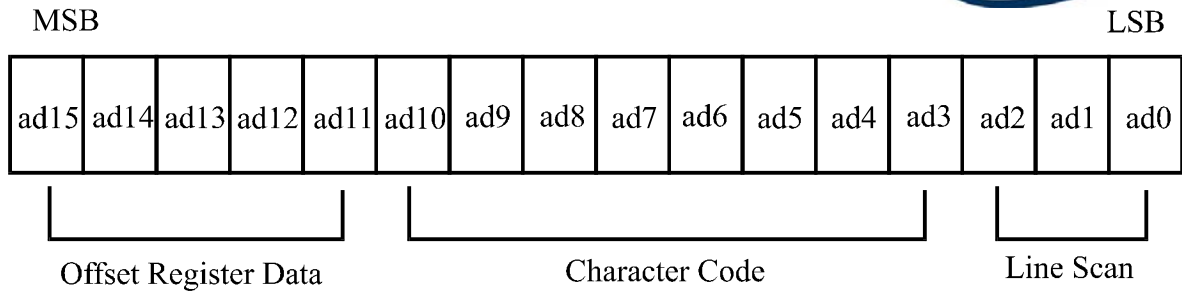 MSB LSB
ad15 ad14 ad13 ad12 ad11 ad10 ad9 ad8 ad7 ad6 ad5 ad4 ad3 ad2 ad1 ad0
Offset Register Data Character Code Line Scan